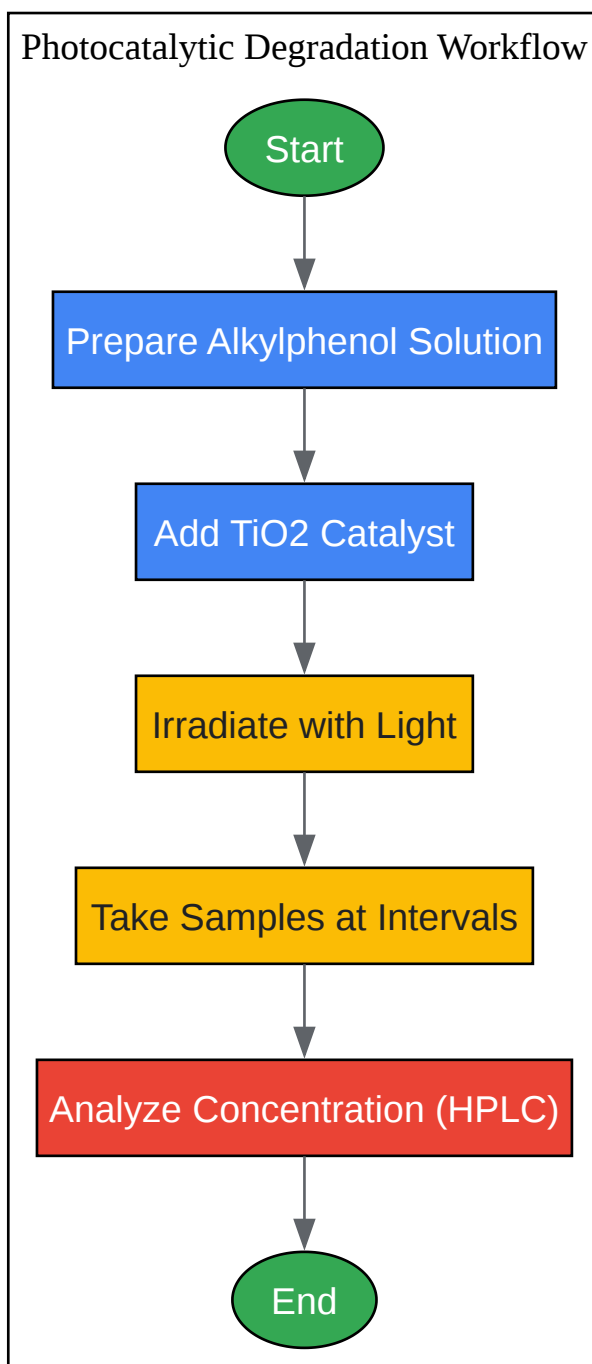 Photocatalytic Degradation Workflow
Start
Prepare Alkylphenol Solution
Add TiO2 Catalyst
Irradiate with Light
Take Samples at Intervals
Analyze Concentration (HPLC)
End